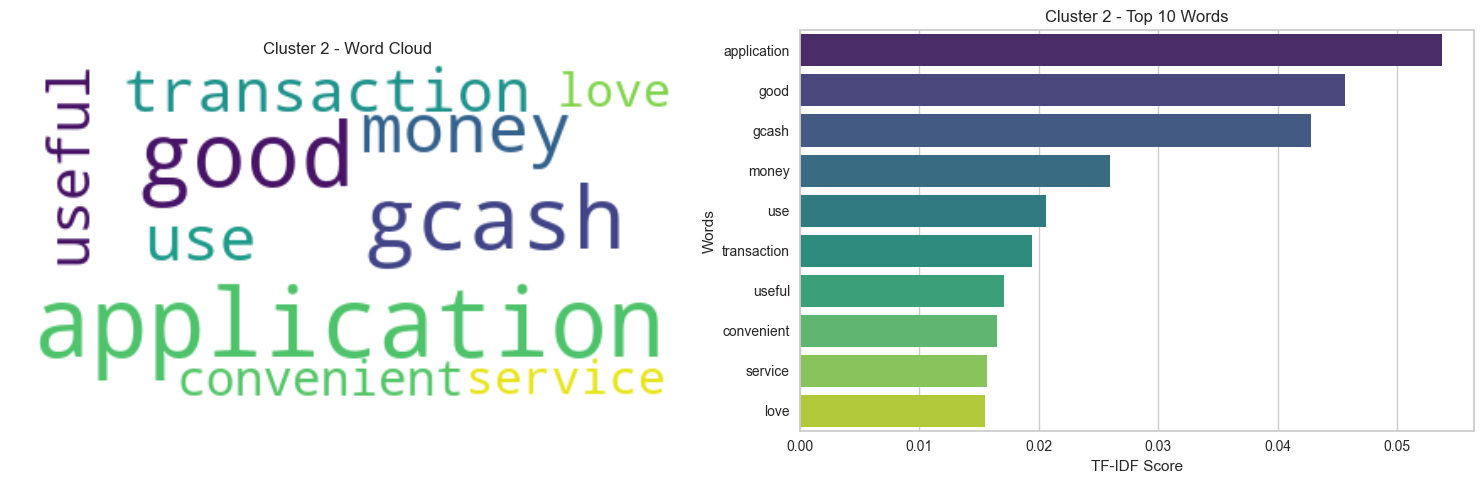 Cluster 2 - Word Cloud
useful
transaction
love
good
money
use
gcash
application
convenient
service
Cluster 2 - Top 10 Words
Words
application
good
gcash
money
use
transaction
useful
convenient
service
love
0.00 0.01 0.02 0.03 0.04 0.05
TF-IDF Score